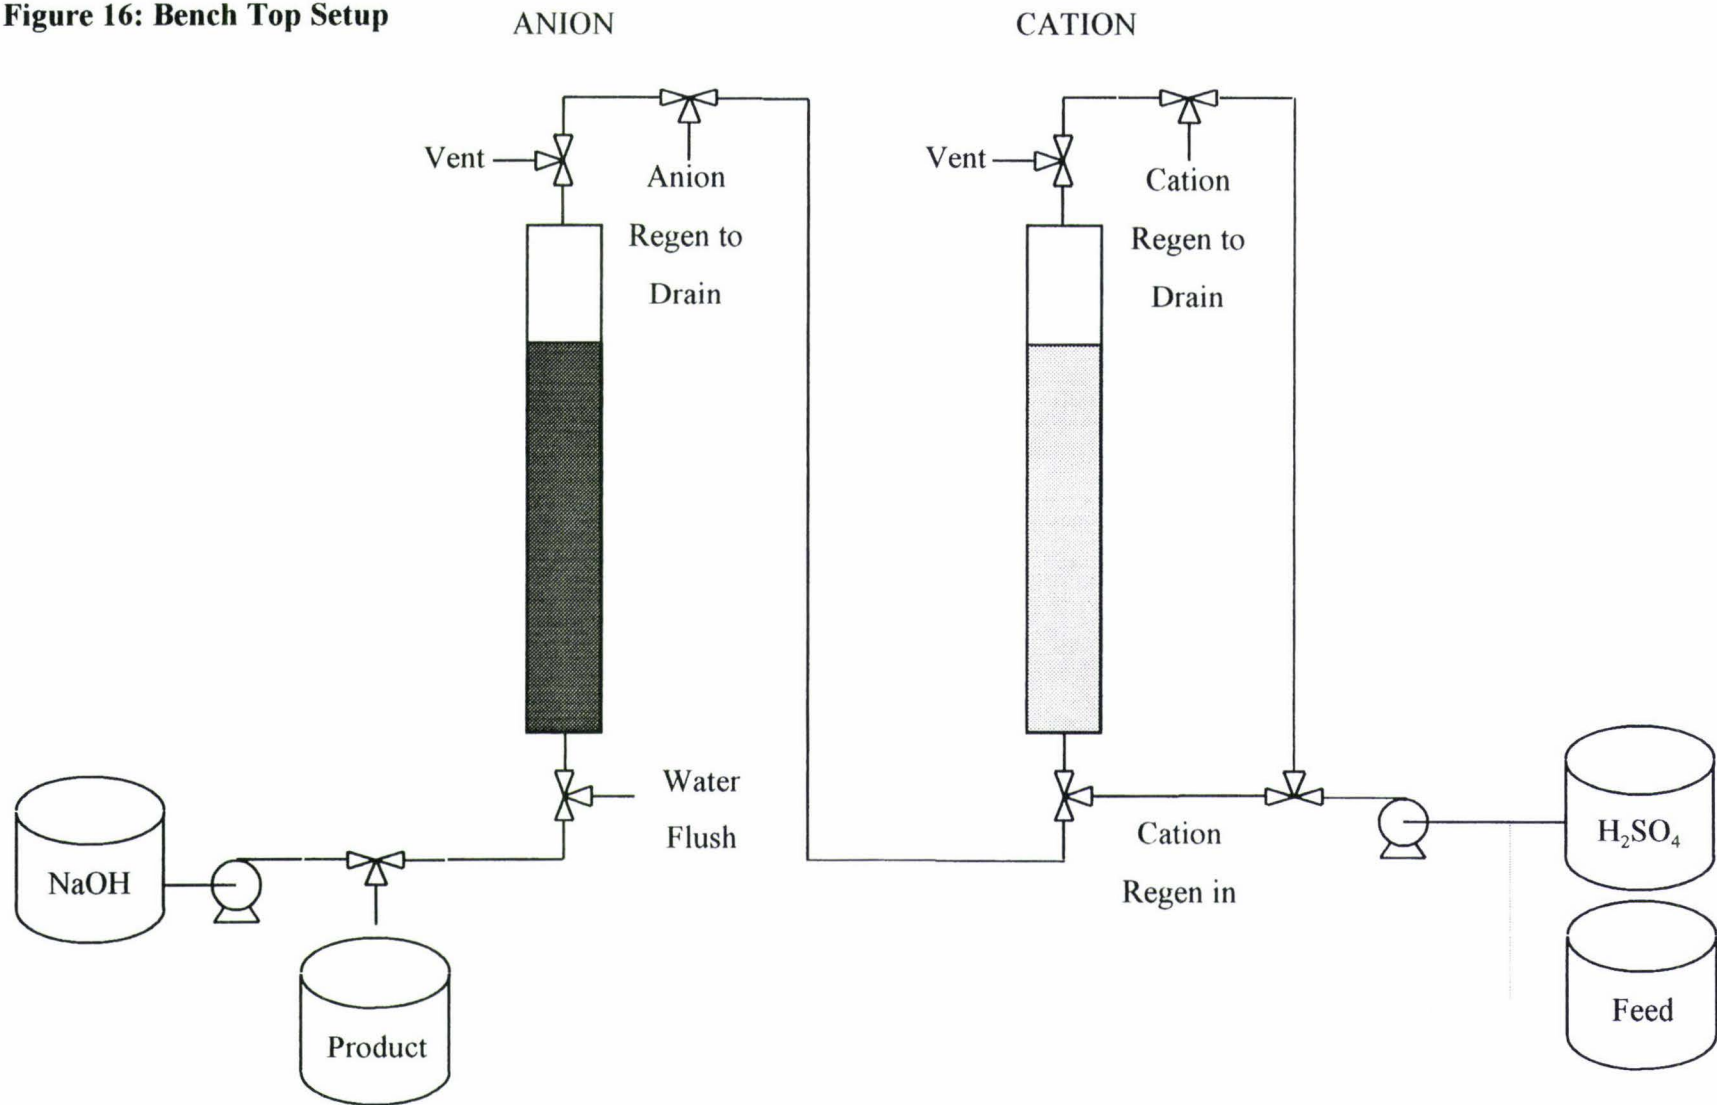 Figure 16: Bench Top Setup
ANION
CATION
Vent
Anion
Regen to
Drain
Vent
Cation
Regen to
Drain
Water
Flush
Cation
Regen in
NaOH
Product
H₂SO₄
Feed